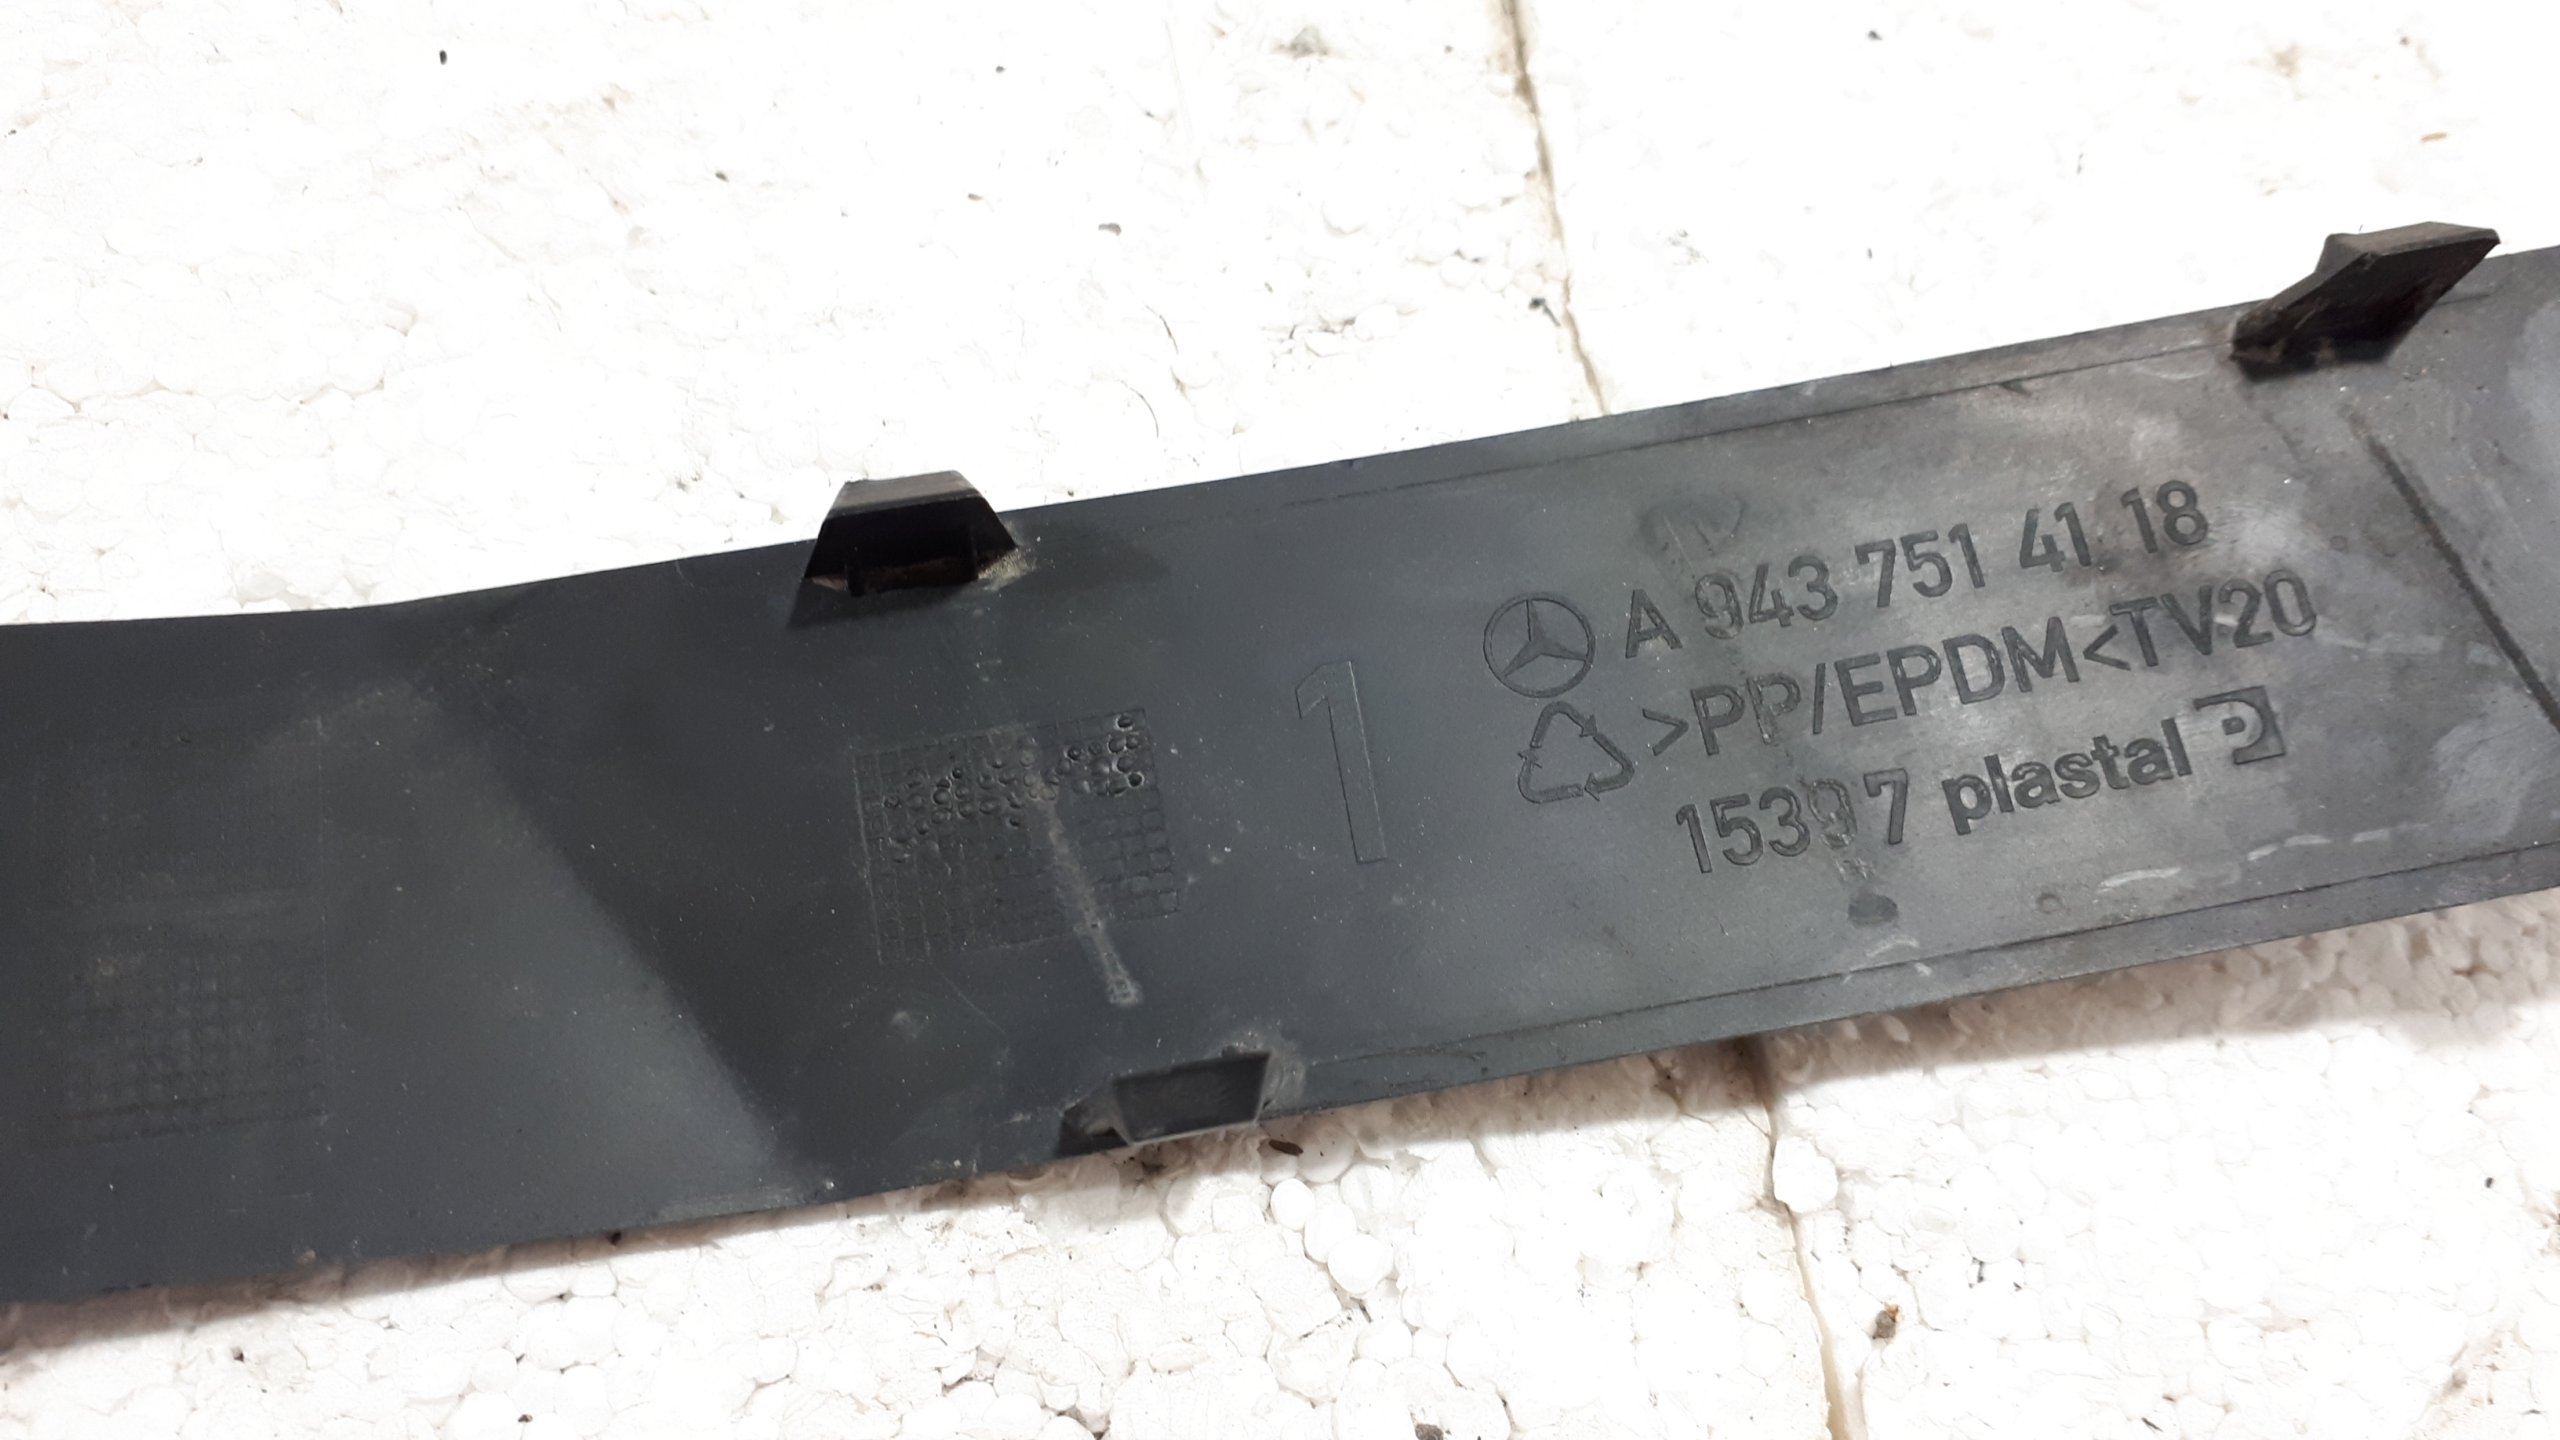 A 943 751 41 18
>PP/EPDM<TV20
15397 plastal P
1